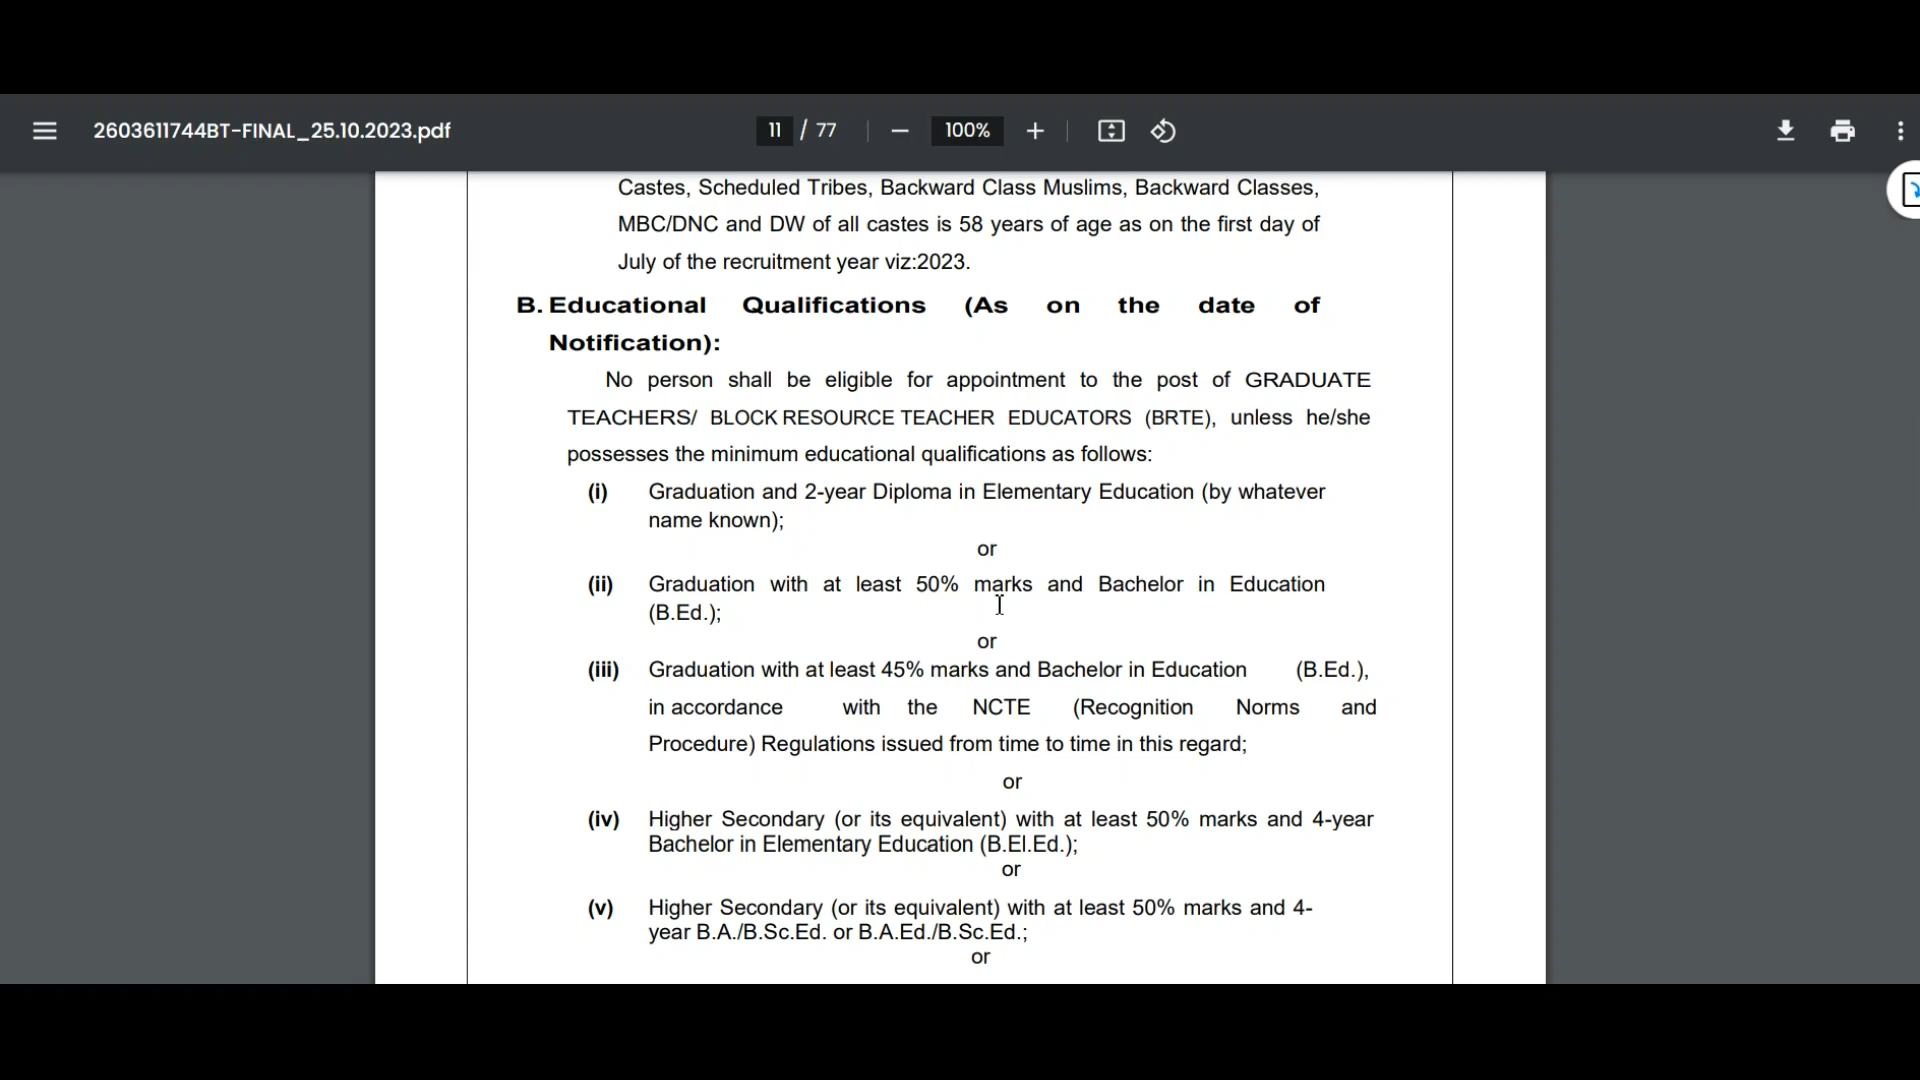 2603611744BT-FINAL_25.10.2023.pdf
11 / 77
100%
Castes, Scheduled Tribes, Backward Class Muslims, Backward Classes,
MBC/DNC and DW of all castes is 58 years of age as on the first day of
July of the recruitment year viz:2023.
B. Educational Qualifications (As on the date of
Notification):
No person shall be eligible for appointment to the post of GRADUATE
TEACHERS/ BLOCK RESOURCE TEACHER EDUCATORS (BRTE), unless he/she
possesses the minimum educational qualifications as follows:
(i) Graduation and 2-year Diploma in Elementary Education (by whatever
name known);
or
(ii) Graduation with at least 50% marks and Bachelor in Education
(B.Ed.);
or
(iii) Graduation with at least 45% marks and Bachelor in Education (B.Ed.),
in accordance with the NCTE (Recognition Norms and
Procedure) Regulations issued from time to time in this regard;
or
(iv) Higher Secondary (or its equivalent) with at least 50% marks and 4-year
Bachelor in Elementary Education (B.El.Ed.);
or
(v) Higher Secondary (or its equivalent) with at least 50% marks and 4-
year B.A./B.Sc.Ed. or B.A.Ed./B.Sc.Ed.;
or